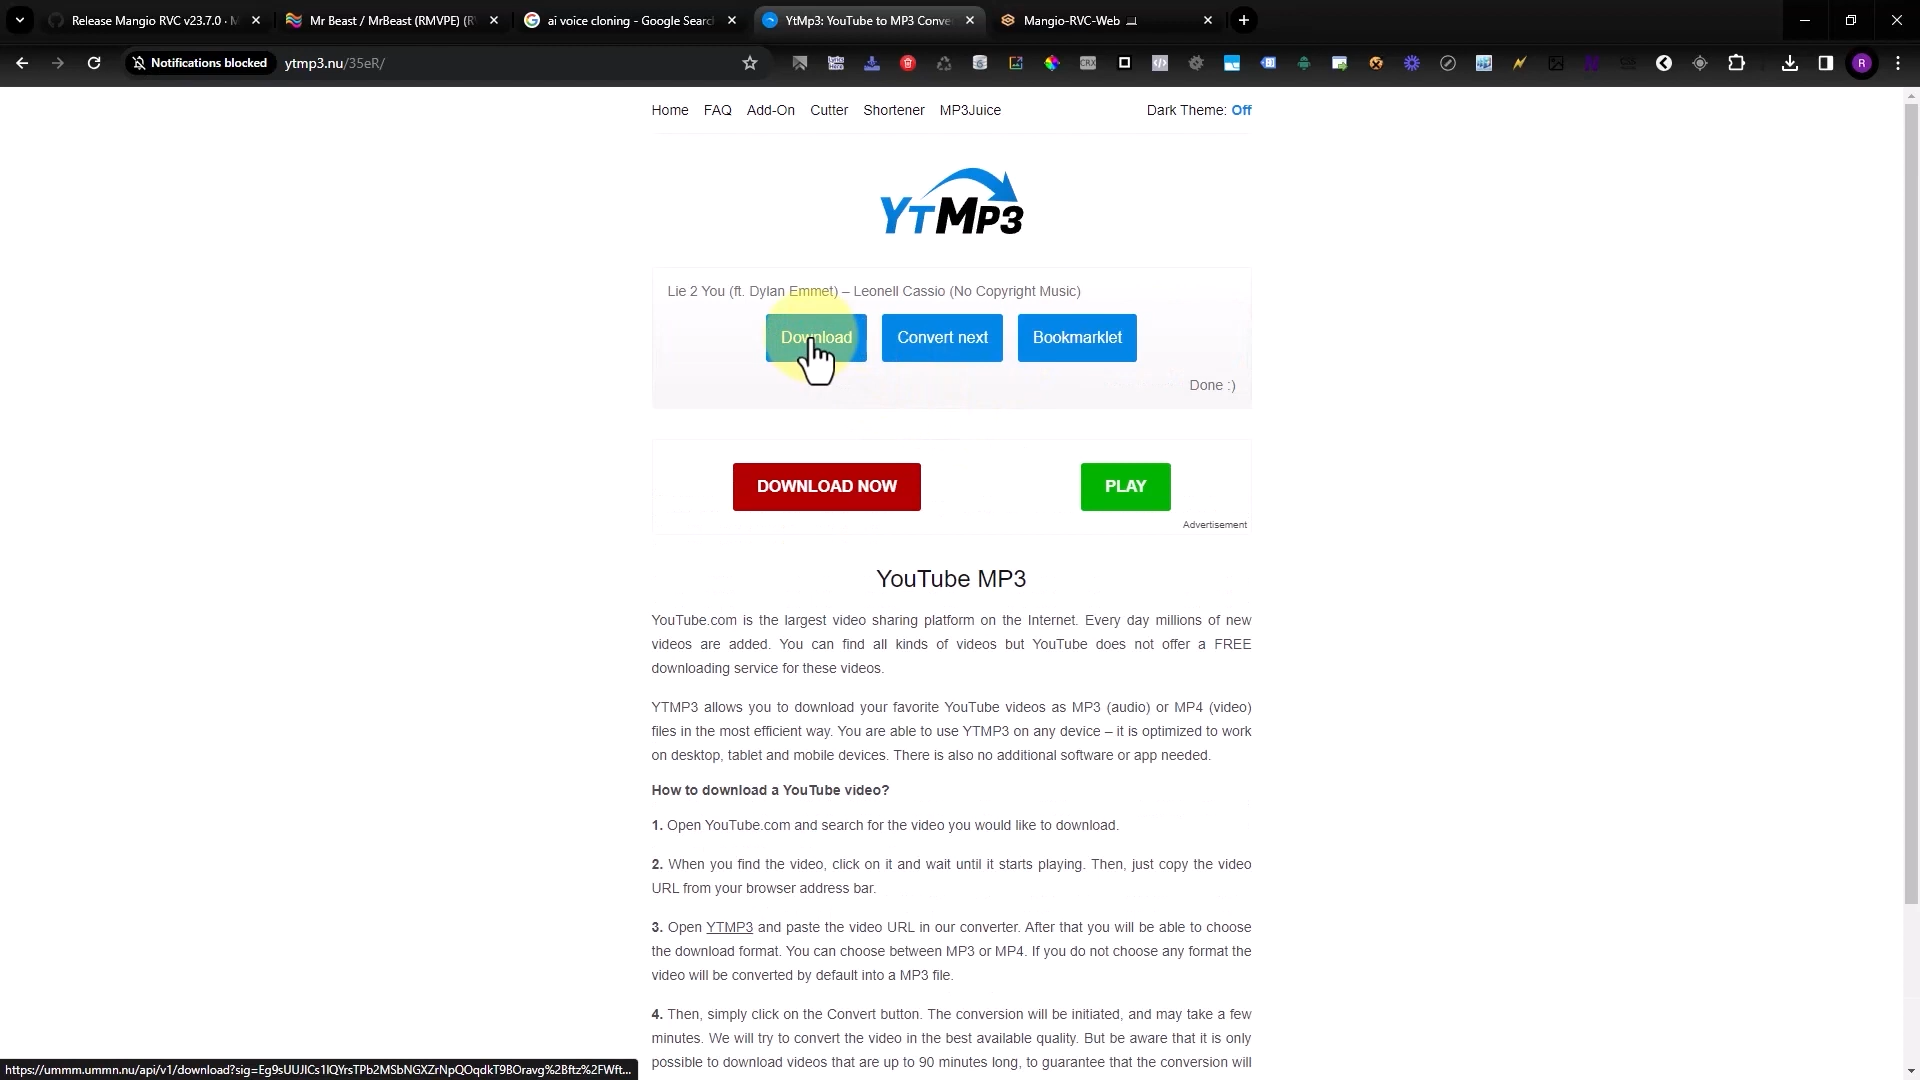 Release Mangio RVC v23.7.0 · M
Mr Beast / MrBeast (RMVPE) (R
ai voice cloning - Google Search
YtMp3: YouTube to MP3 Conve
Mangio-RVC-Web
Notifications blocked
ytmp3.nu/35eR/
R
Home FAQ Add-On Cutter Shortener MP3Juice
Dark Theme: Off
YTMP3
Lie 2 You (ft. Dylan Emmet) – Leonell Cassio (No Copyright Music)
Download
Convert next
Bookmarklet
Done :)
DOWNLOAD NOW
PLAY
Advertisement
YouTube MP3
YouTube.com is the largest video sharing platform on the Internet. Every day millions of new
videos are added. You can find all kinds of videos but YouTube does not offer a FREE
downloading service for these videos.
YTMP3 allows you to download your favorite YouTube videos as MP3 (audio) or MP4 (video)
files in the most efficient way. You are able to use YTMP3 on any device – it is optimized to work
on desktop, tablet and mobile devices. There is also no additional software or app needed.
How to download a YouTube video?
1. Open YouTube.com and search for the video you would like to download.
2. When you find the video, click on it and wait until it starts playing. Then, just copy the video
URL from your browser address bar.
3. Open YTMP3 and paste the video URL in our converter. After that you will be able to choose
the download format. You can choose between MP3 or MP4. If you do not choose any format the
video will be converted by default into a MP3 file.
4. Then, simply click on the Convert button. The conversion will be initiated, and may take a few
minutes. We will try to convert the video in the best available quality. But be aware that it is only
possible to download videos that are up to 90 minutes long, to guarantee that the conversion will